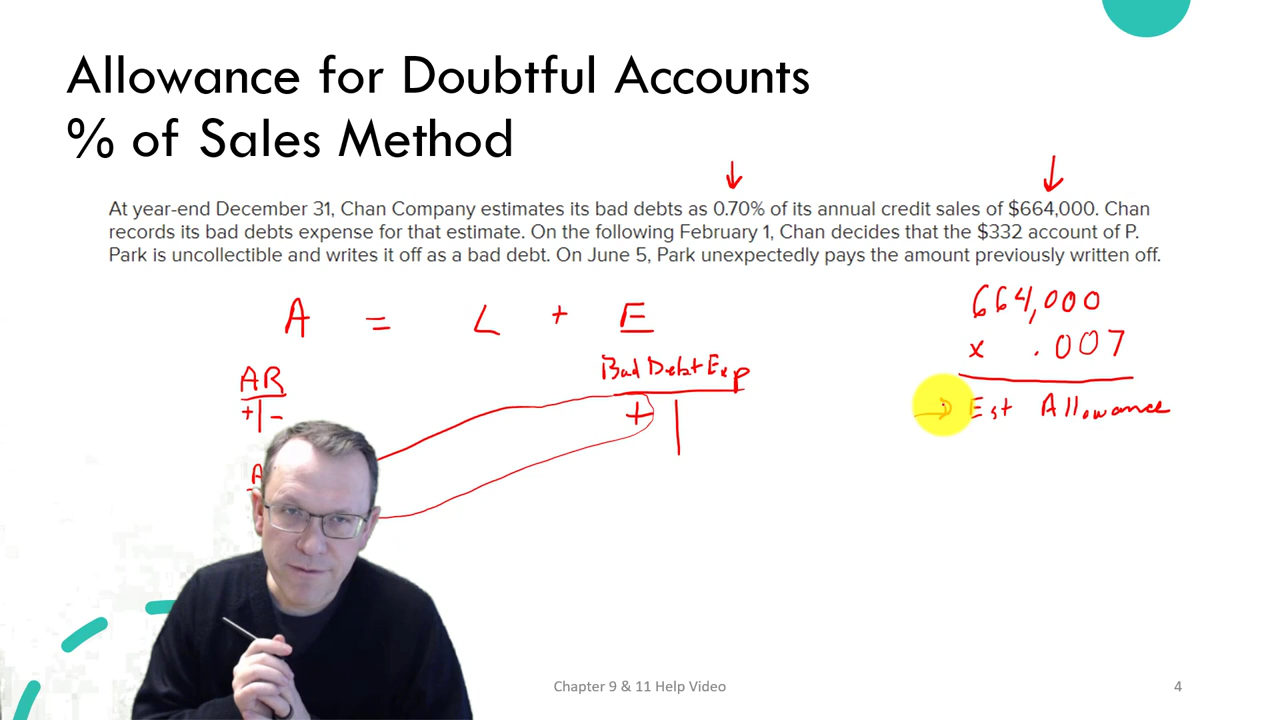 Allowance for Doubtful Accounts
% of Sales Method
At year-end December 31, Chan Company estimates its bad debts as 0.70% of its annual credit sales of $664,000. Chan
records its bad debts expense for that estimate. On the following February 1, Chan decides that the $332 account of P.
Park is uncollectible and writes it off as a bad debt. On June 5, Park unexpectedly pays the amount previously written off.
A = L + E
664,000
x .007
Est Allowance
Bad Debt Exp
+
AR
+ -
A
Chapter 9 & 11 Help Video
4